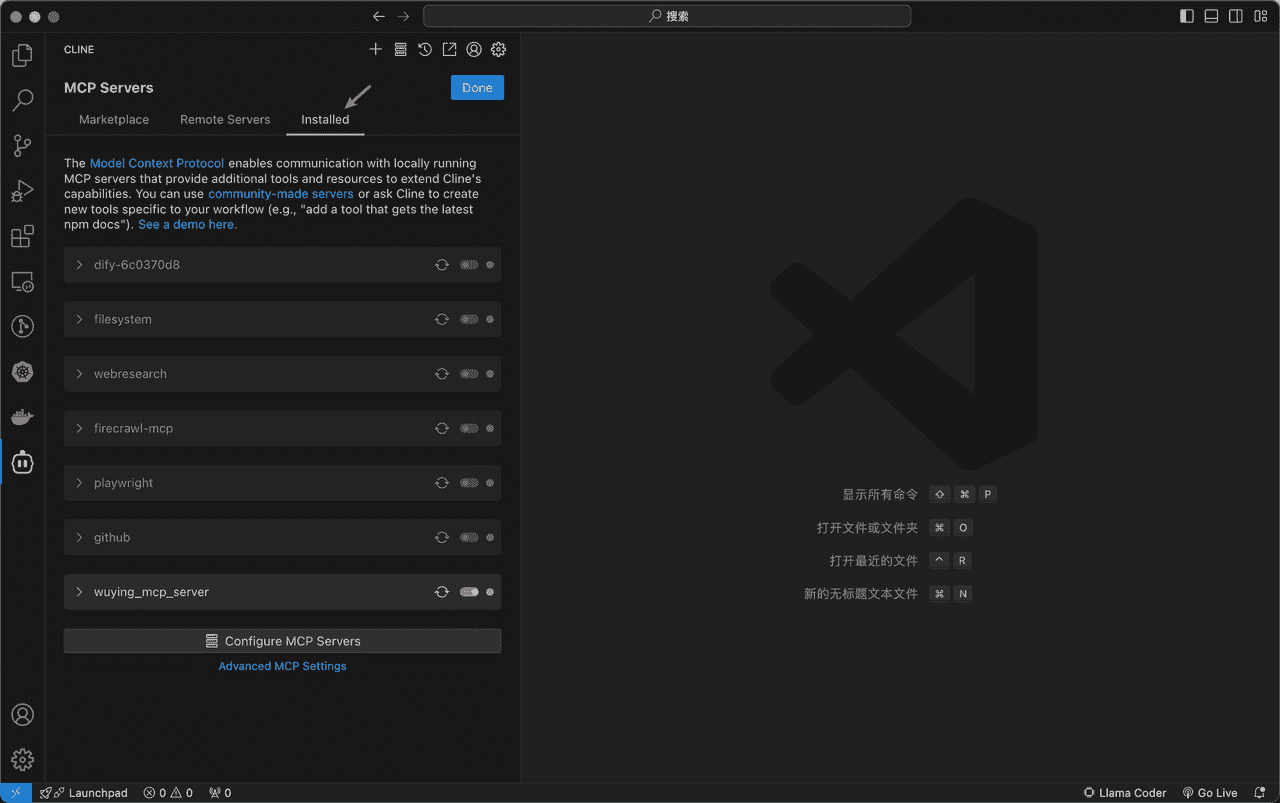 搜索
CLINE
MCP Servers
Done
Marketplace
Remote Servers
Installed
The Model Context Protocol enables communication with locally running
MCP servers that provide additional tools and resources to extend Cline's
capabilities. You can use community-made servers or ask Cline to create
new tools specific to your workflow (e.g., "add a tool that gets the latest
npm docs"). See a demo here.
dify-6c0370d8
filesystem
webresearch
firecrawl-mcp
playwright
github
wuying_mcp_server
Configure MCP Servers
Advanced MCP Settings
显示所有命令 ⇧ ⌘ P
打开文件或文件夹 ⌘ O
打开最近的文件 ^ R
新的无标题文本文件 ⌘ N
Launchpad
0
0
0
Llama Coder
Go Live